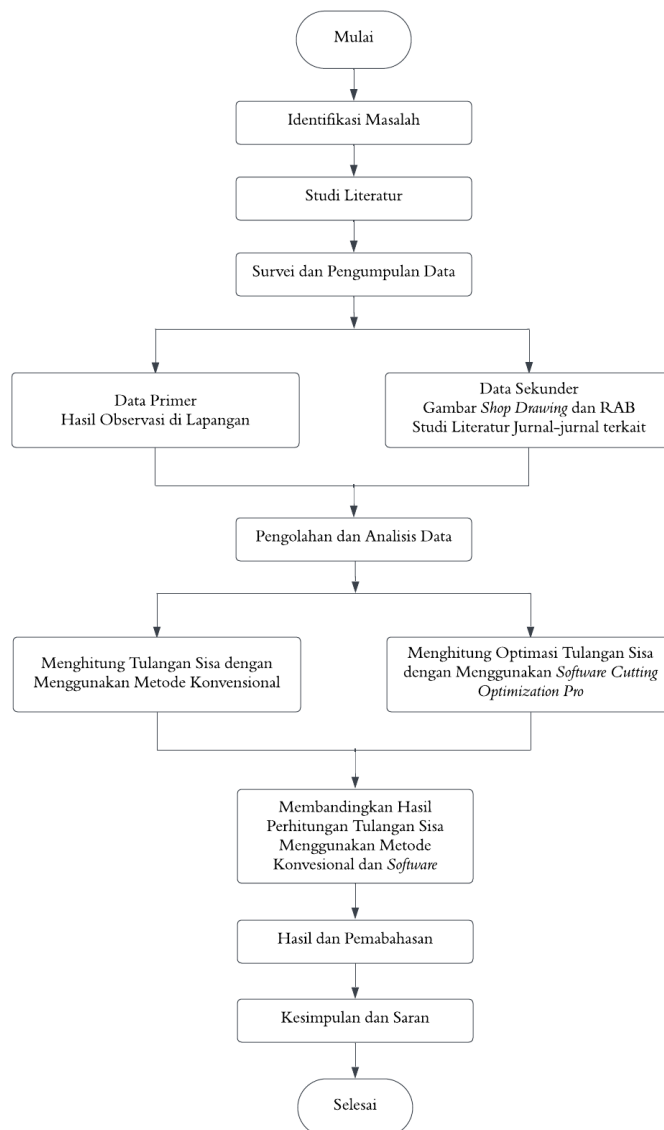 Mulai
Identifikasi Masalah
Studi Literatur
Survei dan Pengumpulan Data
Data Primer
Hasil Observasi di Lapangan
Data Sekunder
Gambar Shop Drawing dan RAB
Studi Literatur Jurnal-jurnal terkait
Pengolahan dan Analisis Data
Menghitung Tulangan Sisa dengan
Menggunakan Metode Konvensional
Menghitung Optimasi Tulangan Sisa
dengan Menggunakan Software Cutting
Optimization Pro
Membandingkan Hasil
Perhitungan Tulangan Sisa
Menggunakan Metode
Konvesional dan Software
Hasil dan Pemabahasan
Kesimpulan dan Saran
Selesai